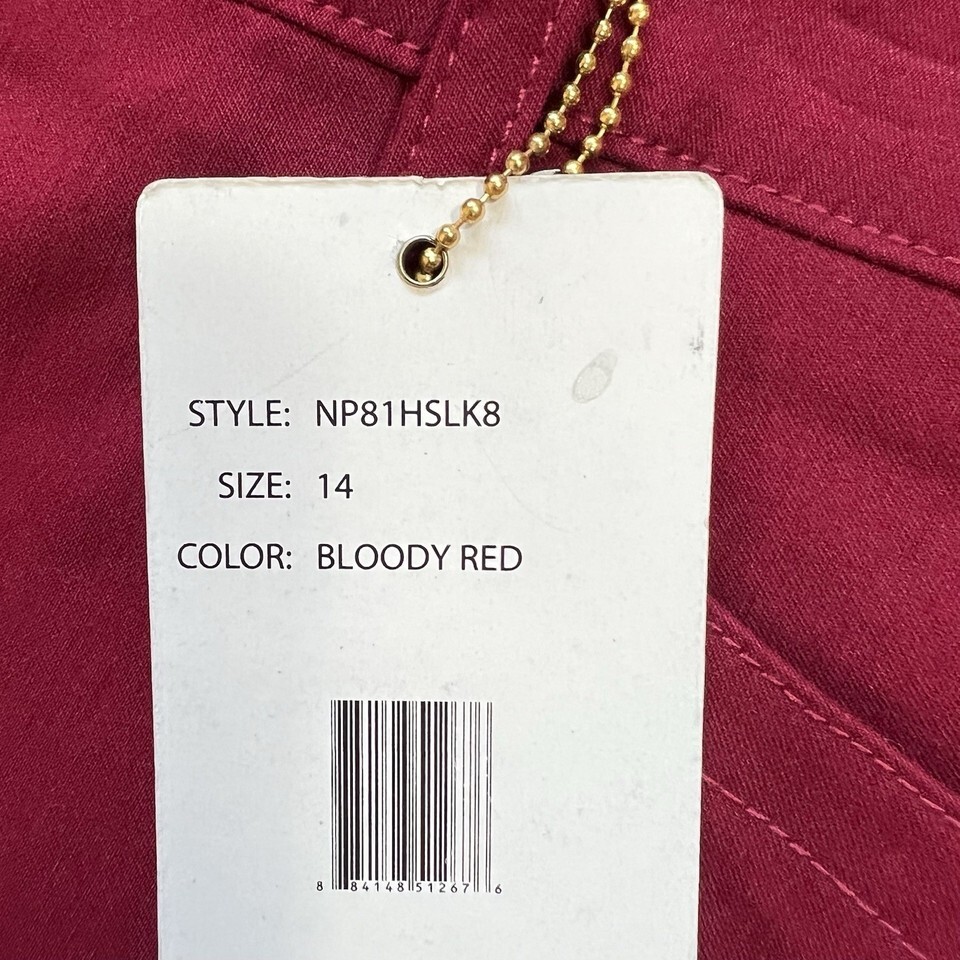 STYLE: NP81HSLK8
SIZE: 14
COLOR: BLOODY RED
8 84148 51267 6